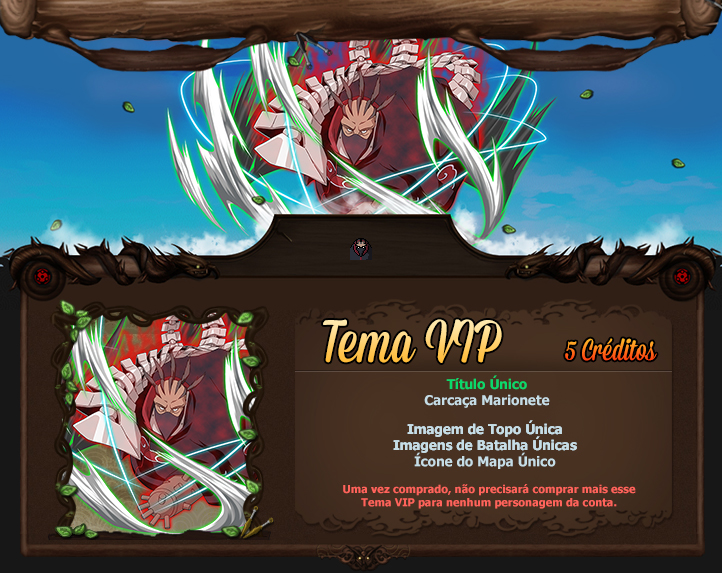 Tema VIP
5 Créditos
Título Único
Carcaça Marionete
Imagem de Topo Única
Imagens de Batalha Únicas
Ícone do Mapa Único
Uma vez comprado, não precisará comprar mais esse
Tema VIP para nenhum personagem da conta.